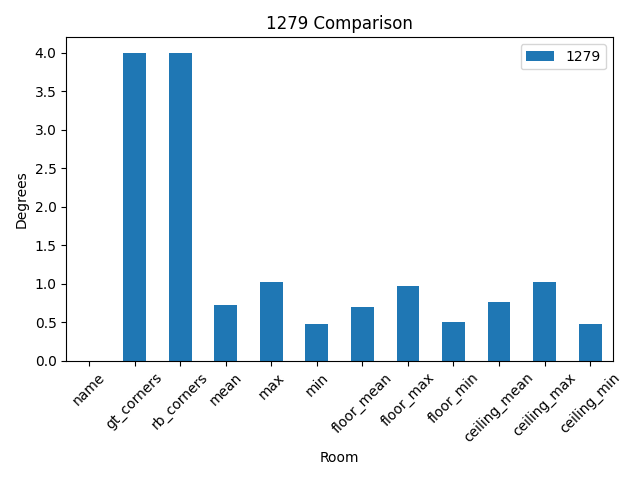 1279 Comparison
1279
Degrees
4.0
3.5
3.0
2.5
2.0
1.5
1.0
0.5
0.0
name
gt_corners
rb_corners
mean
max
min
floor_mean
floor_max
floor_min
ceiling_mean
ceiling_max
ceiling_min
Room